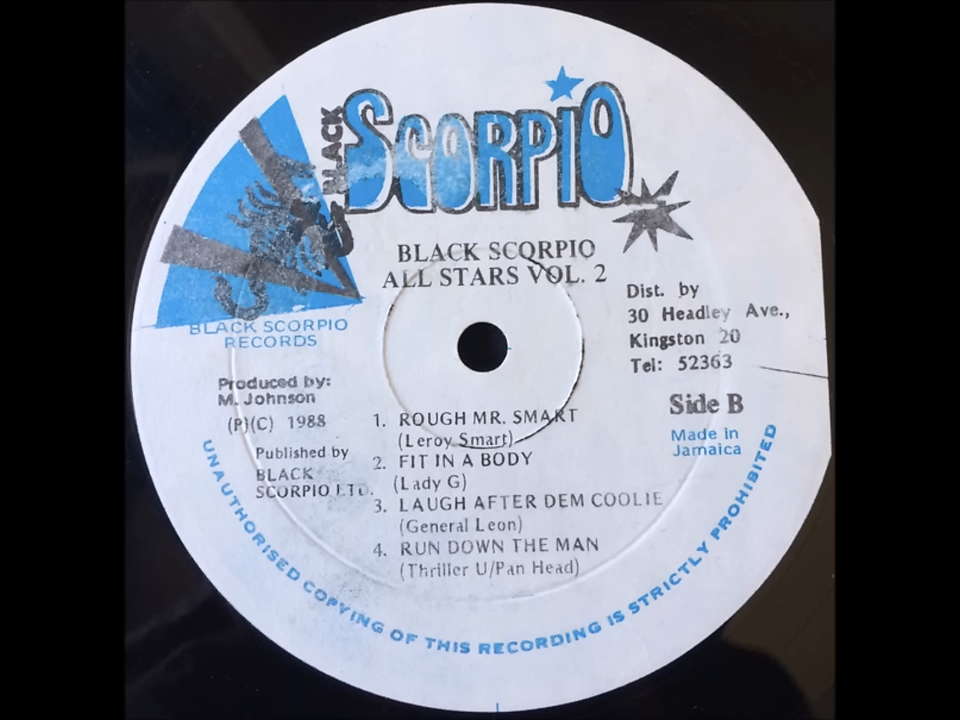 BLACK
SCORPIO
BLACK SCORPIO
ALL STARS VOL. 2
Dist. by
30 Headley Ave.,
Kingston 20
Tel: 52363
BLACK SCORPIO
RECORDS
Produced by:
M. Johnson
(P)(C) 1988
Published by
BLACK
SCORPIO LTD.
Side B
Made in
Jamaica
1. ROUGH MR. SMART
(Leroy Smart)
2. FIT IN A BODY
(Lady G)
3. LAUGH AFTER DEM COOLIE
(General Leon)
4. RUN DOWN THE MAN
(Thriller U/Pan Head)
UNAUTHORISED COPYING OF THIS RECORDING IS STRICTLY PROHIBITED